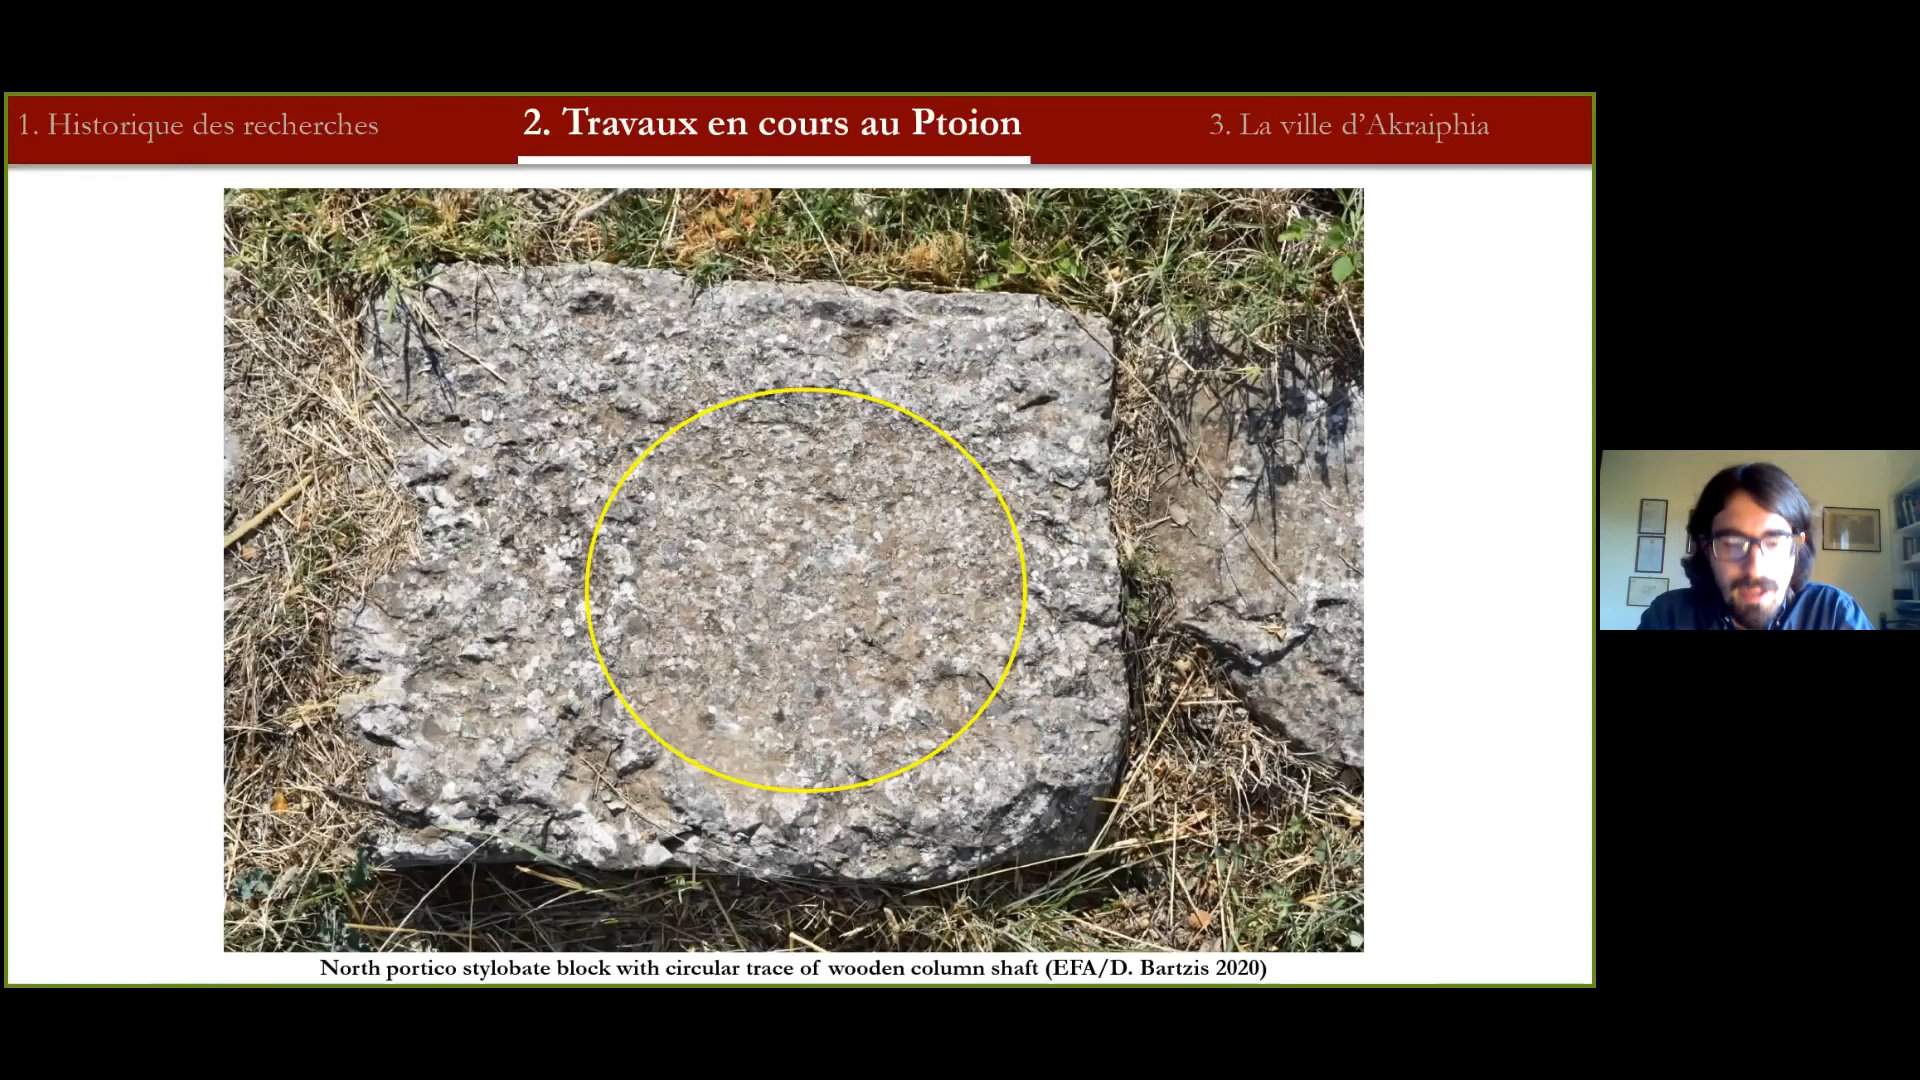 1. Historique des recherches
2. Travaux en cours au Ptoion
3. La ville d’Akraiphia
North portico stylobate block with circular trace of wooden column shaft (EFA/D. Bartzis 2020)